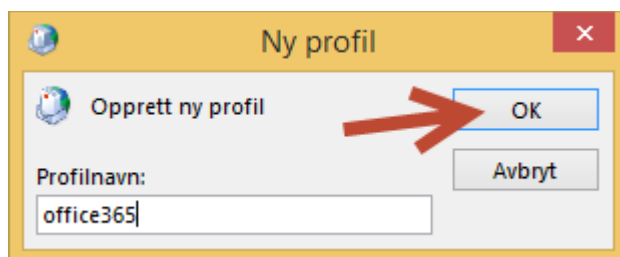 Ny profil
Opprett ny profil
OK
Avbryt
Profilnavn:
office365